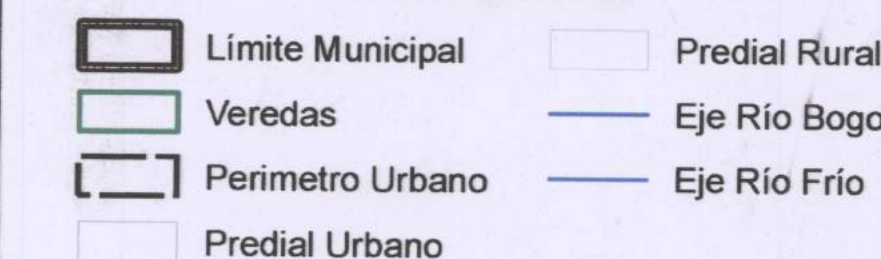 Límite Municipal
Veredas
Perimetro Urbano
Predial Urbano
Predial Rural
Eje Río Bogo
Eje Río Frío